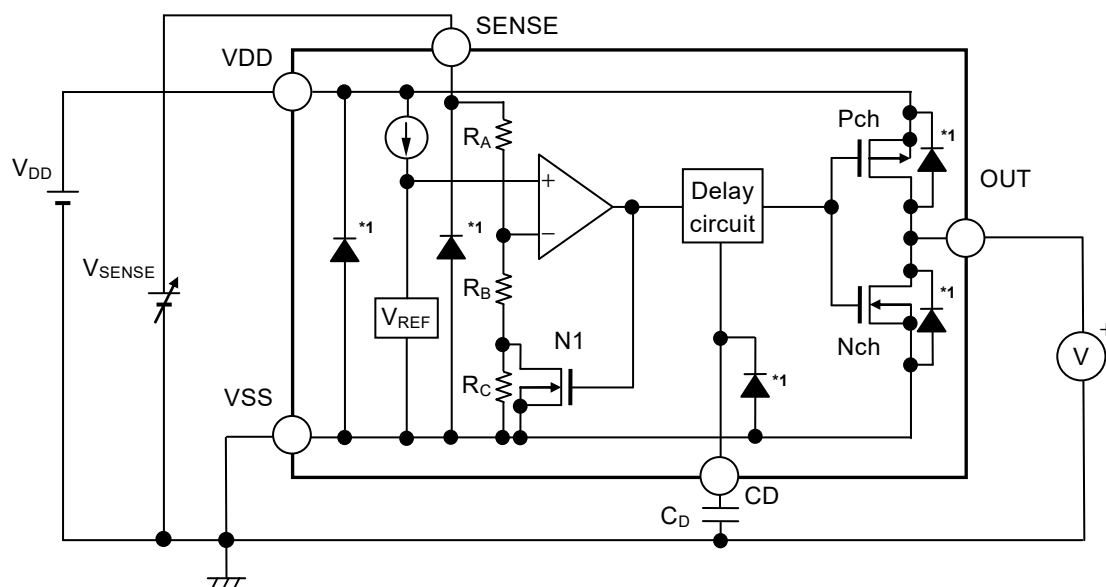 SENSE
VDD
Pch
*1
RA
VDD
+
OUT
Delay
circuit
*1
*1
−
*1
VSENSE
RB
+
VREF
N1
V
Nch
*1
RC
VSS
CD
CD